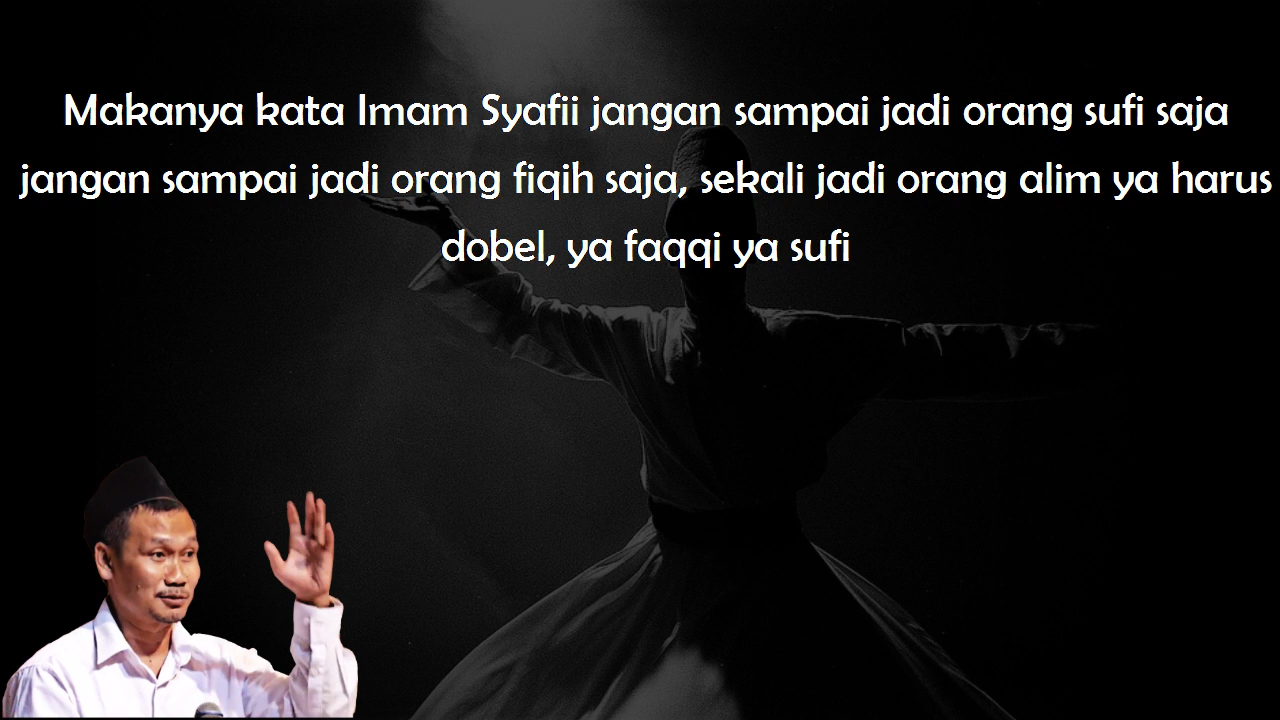 Makanya kata Imam Syafii jangan sampai jadi orang sufi saja
jangan sampai jadi orang fiqih saja, sekali jadi orang alim ya harus
dobel, ya faqqi ya sufi